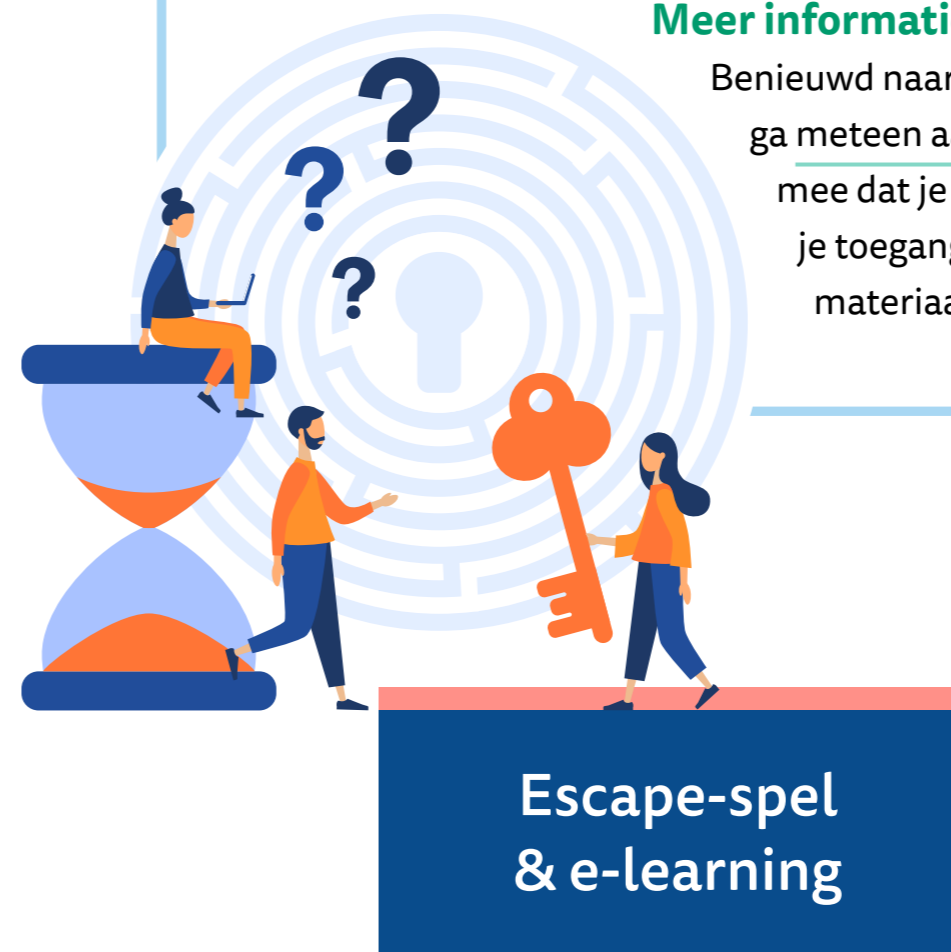 Meer informati
Benieuwd naar
ga meteen a
mee dat je
je toegang
materiaa
? ? ?
Escape-spel
& e-learning